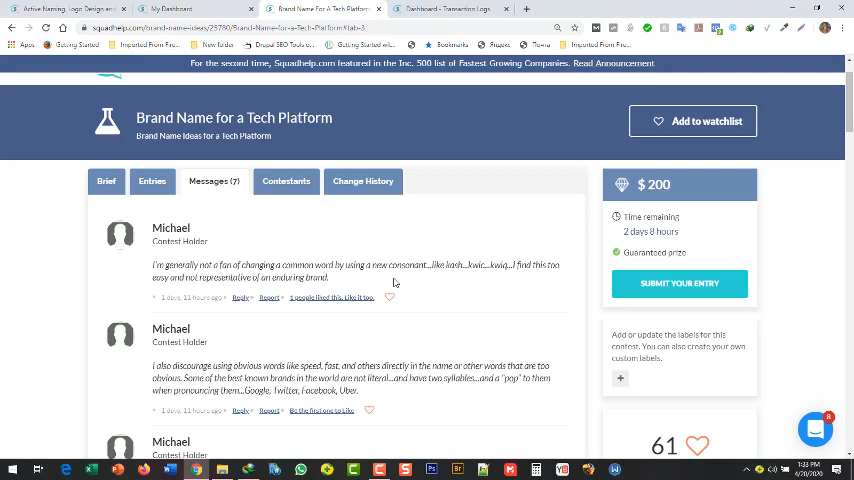 Active Naming, Logo Design an
My Dashboard
Brand Name For A Tech Platform
Dashboard - Transaction Logs
squadhelp.com/brand-name-ideas/25780/Brand-Name-for-a-Tech-Platform#tab-3
Apps
Getting Started
Imported From Fire...
New folder
Drupal SEO Tools o...
Getting Started wit...
Bookmarks
Яндекс
Почта
Imported From Fire...
For the second time, Squadhelp.com featured in the Inc. 500 list of Fastest Growing Companies. Read Announcement
Brand Name for a Tech Platform
Brand Name Ideas for a Tech Platform
Add to watchlist
Brief
Entries
Messages (7)
Contestants
Change History
Michael
Contest Holder
I'm generally not a fan of changing a common word by using a new consonant...like kash...kwic...kwiq...I find this too
easy and not representative of an enduring brand.
1 days, 11 hours ago
Reply
Report
1 people liked this. Like it too.
Michael
Contest Holder
I also discourage using obvious words like speed, fast, and others directly in the name or other words that are too
obvious. Some of the best known brands in the world are not literal...and have two syllables...and a "pop" to them
when pronouncing them...Google, Twitter, Facebook, Uber.
1 days, 11 hours ago
Reply
Report
Be the first one to Like
Michael
Contest Holder
$ 200
Time remaining
2 days 8 hours
Guaranteed prize
SUBMIT YOUR ENTRY
Add or update the labels for this
contest. You can also create your own
custom labels.
+
61
8
1:33 PM
4/20/2020